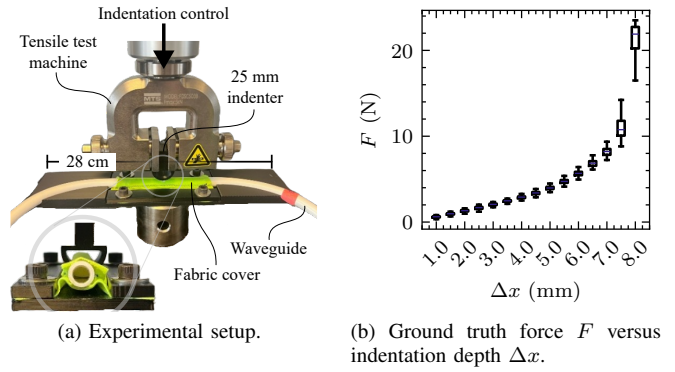 Indentation control
Tensile test
machine
25 mm
indenter
MTS
28 cm
Waveguide
Fabric cover
(a) Experimental setup.
F (N)
20
10
0
1.0 2.0 3.0 4.0 5.0 6.0 7.0 8.0
Δx (mm)
(b) Ground truth force F versus
indentation depth Δx.